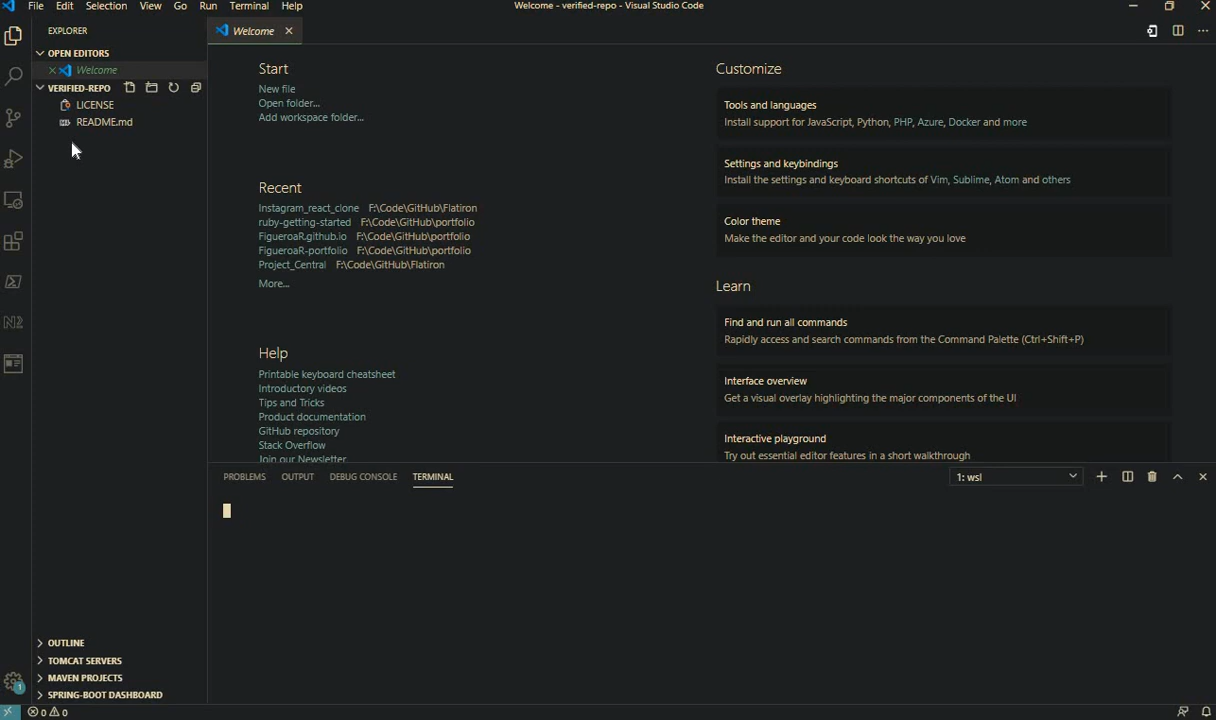 File Edit Selection View Go Run Terminal Help
Welcome - verified-repo - Visual Studio Code
EXPLORER
OPEN EDITORS
Welcome
VERIFIED-REPO
LICENSE
README.md
OUTLINE
TOMCAT SERVERS
MAVEN PROJECTS
SPRING-BOOT DASHBOARD
Welcome
Start
New file
Open folder...
Add workspace folder...
Recent
Instagram_react_clone F:\Code\GitHub\Flatiron
ruby-getting-started F:\Code\GitHub\portfolio
FigueroaR.github.io F:\Code\GitHub\portfolio
FigueroaR-portfolio F:\Code\GitHub\portfolio
Project_Central F:\Code\GitHub\Flatiron
More...
Help
Printable keyboard cheatsheet
Introductory videos
Tips and Tricks
Product documentation
GitHub repository
Stack Overflow
Join our Newsletter
Customize
Tools and languages
Install support for JavaScript, Python, PHP, Azure, Docker and more
Settings and keybindings
Install the settings and keyboard shortcuts of Vim, Sublime, Atom and others
Color theme
Make the editor and your code look the way you love
Learn
Find and run all commands
Rapidly access and search commands from the Command Palette (Ctrl+Shift+P)
Interface overview
Get a visual overlay highlighting the major components of the UI
Interactive playground
Try out essential editor features in a short walkthrough
PROBLEMS OUTPUT DEBUG CONSOLE TERMINAL
1: wsl
1
0 0